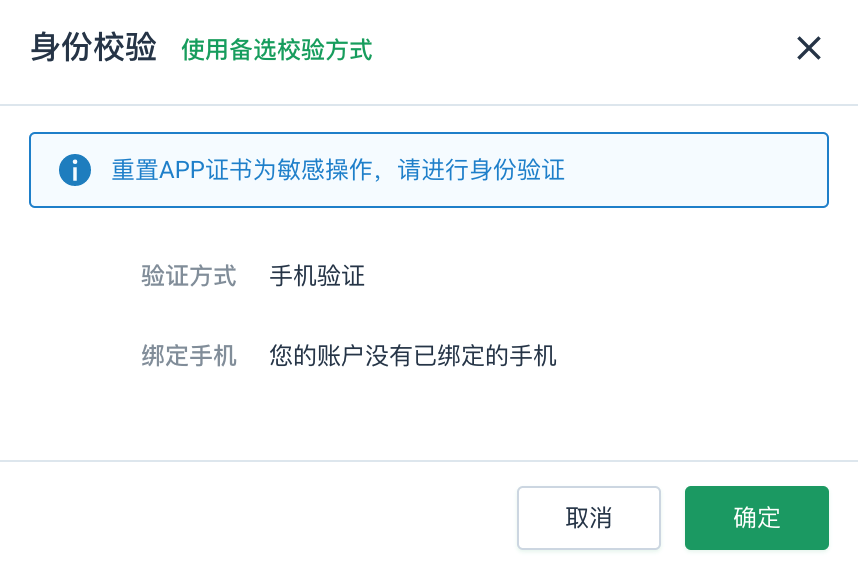 身份校验 使用备选校验方式
重置APP证书为敏感操作，请进行身份验证
验证方式 手机验证
绑定手机 您的账户没有已绑定的手机
取消 确定